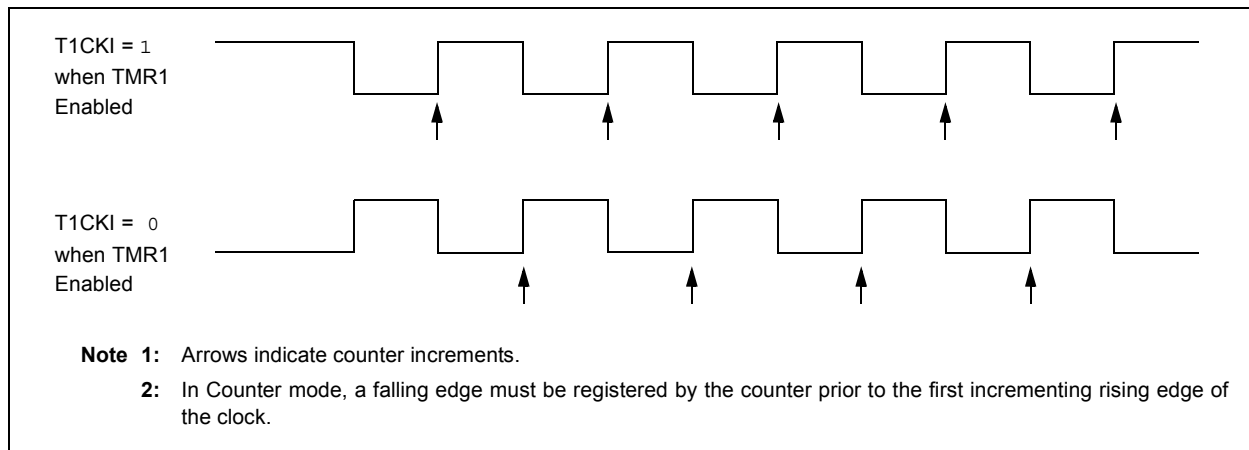 T1CKI = 1
when TMR1
Enabled
T1CKI = 0
when TMR1
Enabled
Note 1: Arrows indicate counter increments.
2: In Counter mode, a falling edge must be registered by the counter prior to the first incrementing rising edge of
the clock.